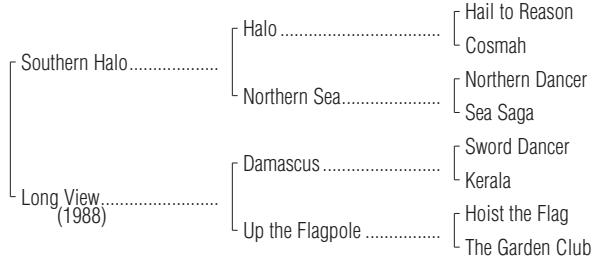 Hail to Reason
Halo ................................
Cosmah
Southern Halo..................
Northern Dancer
Northern Sea....................
Sea Saga
Sword Dancer
Damascus .......................
Kerala
Long View........................
(1988)
Hoist the Flag
Up the Flagpole ...............
The Garden Club